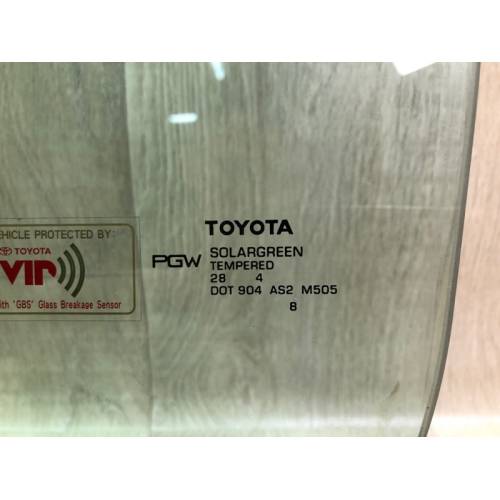 VEHICLE PROTECTED BY:
TOYOTA
VIP
with 'GBS' Glass Breakage Sensor
TOYOTA
PGW
SOLARGREEN
TEMPERED
28 4
DOT 904 AS2 M505
8